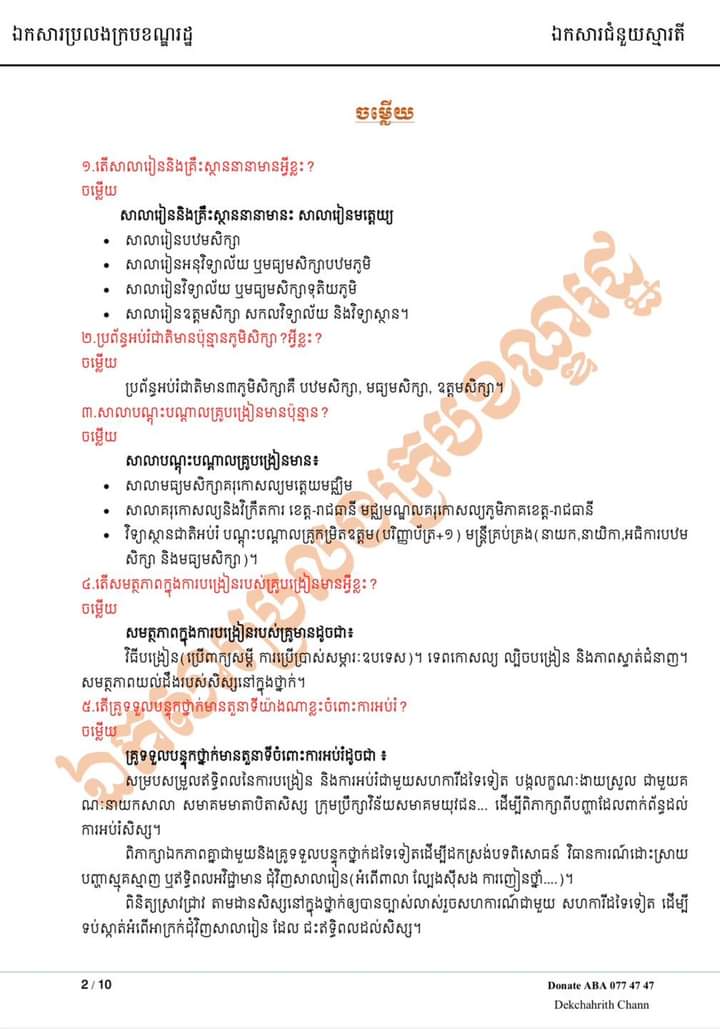 ឯកសារប្រលងក្របខណ្ឌរដ្ឋ
ឯកសារជំនួយស្មារតី
ចម្លើយ
១.តើសាលារៀននិងគ្រឹះស្ថាននានាមានអ្វីខ្លះ?
ចម្លើយ
សាលារៀននិងគ្រឹះស្ថាននានាមានះ សាលារៀនមត្តេយ្យ
• សាលារៀនបឋមសិក្សា
• សាលារៀនអនុវិទ្យាល័យ ឬមធ្យមសិក្សាបឋមភូមិ
• សាលារៀនវិទ្យាល័យ ឬមធ្យមសិក្សាទុតិយភូមិ
• សាលារៀនឧត្តមសិក្សា សកលវិទ្យាល័យ និងវិទ្យាស្ថាន។
២.ប្រព័ន្ធអប់រំជាតិមានប៉ុន្មានភូមិសិក្សា?អ្វីខ្លះ?
ចម្លើយ
ប្រព័ន្ធអប់រំជាតិមាន៣ភូមិសិក្សាគឺ បឋមសិក្សា, មធ្យមសិក្សា, ឧត្តមសិក្សា។
៣.សាលាបណ្តុះបណ្តាលគ្រូបង្រៀនមានប៉ុន្មាន?
ចម្លើយ
សាលាបណ្តុះបណ្តាលគ្រូបង្រៀនមាន៖
• សាលាមធ្យមសិក្សាគរុកោសល្យមត្តេយមជ្ឈិម
• សាលាគរុកោសល្យនិងវិក្រឹតការ ខេត្ត-រាជធានី មជ្ឈមណ្ឌលគរុកោសល្យភូមិភាគខេត្ត-រាជធានី
• វិទ្យាស្ថានជាតិអប់រំ បណ្តុះបណ្តាលគ្រូកម្រិតឧត្តម(បរិញ្ញាប័ត្រ+១) មន្ត្រីគ្រប់គ្រង(នាយក,នាយិកា,អធិការបឋម
សិក្សា និងមធ្យមសិក្សា)។
៤.តើសមត្ថភាពក្នុងការបង្រៀនរបស់គ្រូបង្រៀនមានអ្វីខ្លះ?
ចម្លើយ
សមត្ថភាពក្នុងការបង្រៀនរបស់គ្រូមានដូចជា៖
វិធីបង្រៀន(ប្រើពាក្យសម្តី ការប្រើប្រាស់សម្ភារៈឧបទេស)។ ទេពកោសល្យ ល្បិចបង្រៀន និងភាពស្ទាត់ជំនាញ។
សមត្ថភាពយល់ដឹងរបស់សិស្សនៅក្នុងថ្នាក់។
៥.តើគ្រូទទួលបន្ទុកថ្នាក់មានតួនាទីយ៉ាងណាខ្លះចំពោះការអប់រំ?
ចម្លើយ
គ្រូទទួលបន្ទុកថ្នាក់មានតួនាទីចំពោះការអប់រំដូចជា ៖
សម្របសម្រួលឥទ្ធិពលនៃការបង្រៀន និងការអប់រំជាមួយសហការីដទៃទៀត បង្កលក្ខណៈងាយស្រួល ជាមួយគ
ណៈនាយកសាលា សមាគមមាតាបិតាសិស្ស ក្រុមប្រឹក្សាវិន័យសមាគមយុវជន... ដើម្បីពិភាក្សាពីបញ្ហាដែលពាក់ព័ន្ធដល់
ការអប់រំសិស្ស។
ពិភាក្សាឯកភាពគ្នាជាមួយនិងគ្រូទទួលបន្ទុកថ្នាក់ដទៃទៀតដើម្បីដកស្រង់បទពិសោធន៍ វិធានការណ៍ដោះស្រាយ
បញ្ហាស្មុគស្មាញ ឬឥទ្ធិពលអវិជ្ជមាន ជុំវិញសាលារៀន(អំពើពាលា ល្បែងស៊ីសង ការញៀនថ្នាំ....)។
ពិនិត្យស្រាវជ្រាវ តាមដានសិស្សនៅក្នុងថ្នាក់ឲ្យបានច្បាស់លាស់រួចសហការណ៍ជាមួយ សហការីដទៃទៀត ដើម្បី
ទប់ស្កាត់អំពើអាក្រក់ជុំវិញសាលារៀន ដែល ជះឥទ្ធិពលដល់សិស្ស។
ឯកសារប្រលងក្របខណ្ឌរដ្ឋ
2 / 10
Donate ABA 077 47 47
Dekchahrith Chann